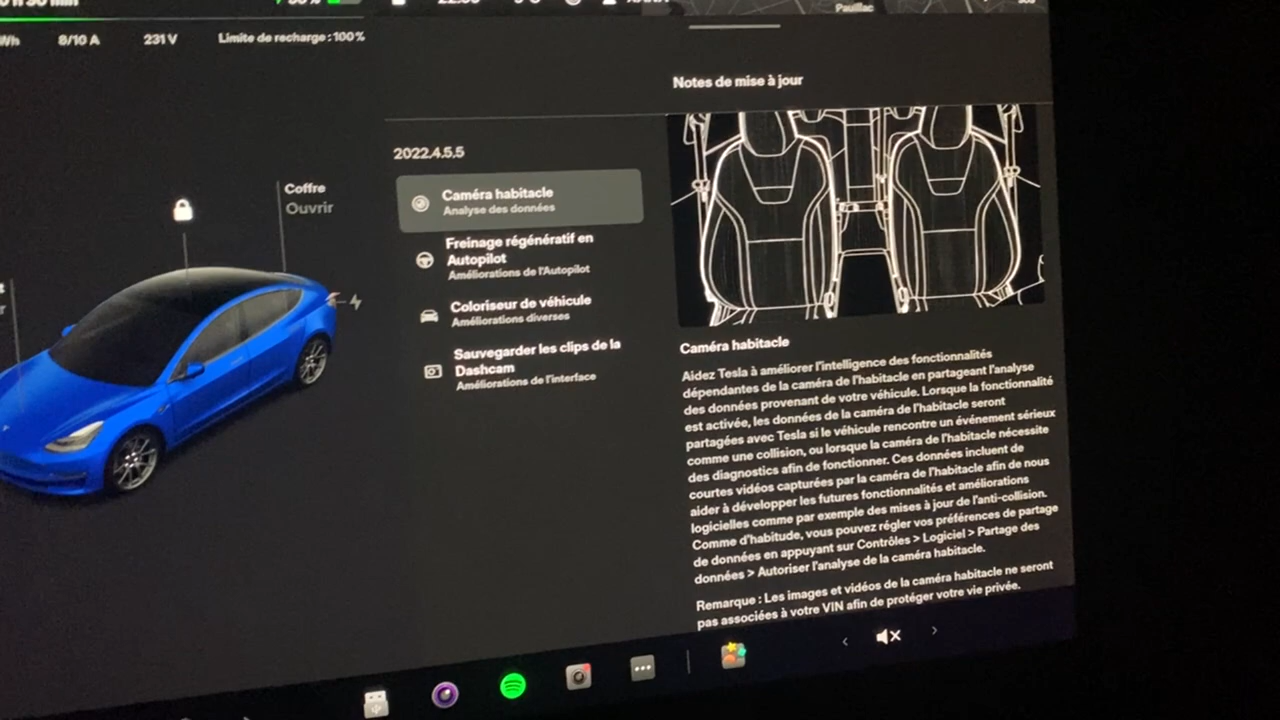 8/10 A
231 V
Limite de recharge : 100 %
Pauillac
Notes de mise à jour
2022.4.5.5
Caméra habitacle
Analyse des données
Freinage régénératif en
Autopilot
Améliorations de l'Autopilot
Coloriseur de véhicule
Améliorations diverses
Sauvegarder les clips de la
Dashcam
Améliorations de l'interface
Coffre
Ouvrir
Caméra habitacle
Aidez Tesla à améliorer l'intelligence des fonctionnalités
dépendantes de la caméra de l'habitacle en partageant l'analyse
des données provenant de votre véhicule. Lorsque la fonctionnalité
est activée, les données de la caméra de l'habitacle seront
partagées avec Tesla si le véhicule rencontre un événement sérieux
comme une collision, ou lorsque la caméra de l'habitacle nécessite
des diagnostics afin de fonctionner. Ces données incluent de
courtes vidéos capturées par la caméra de l'habitacle afin de nous
aider à développer les futures fonctionnalités et améliorations
logicielles comme par exemple des mises à jour de l'anti-collision.
Comme d'habitude, vous pouvez régler vos préférences de partage
de données en appuyant sur Contrôles > Logiciel > Partage des
données > Autoriser l'analyse de la caméra habitacle.
Remarque : Les images et vidéos de la caméra habitacle ne seront
pas associées à votre VIN afin de protéger votre vie privée.